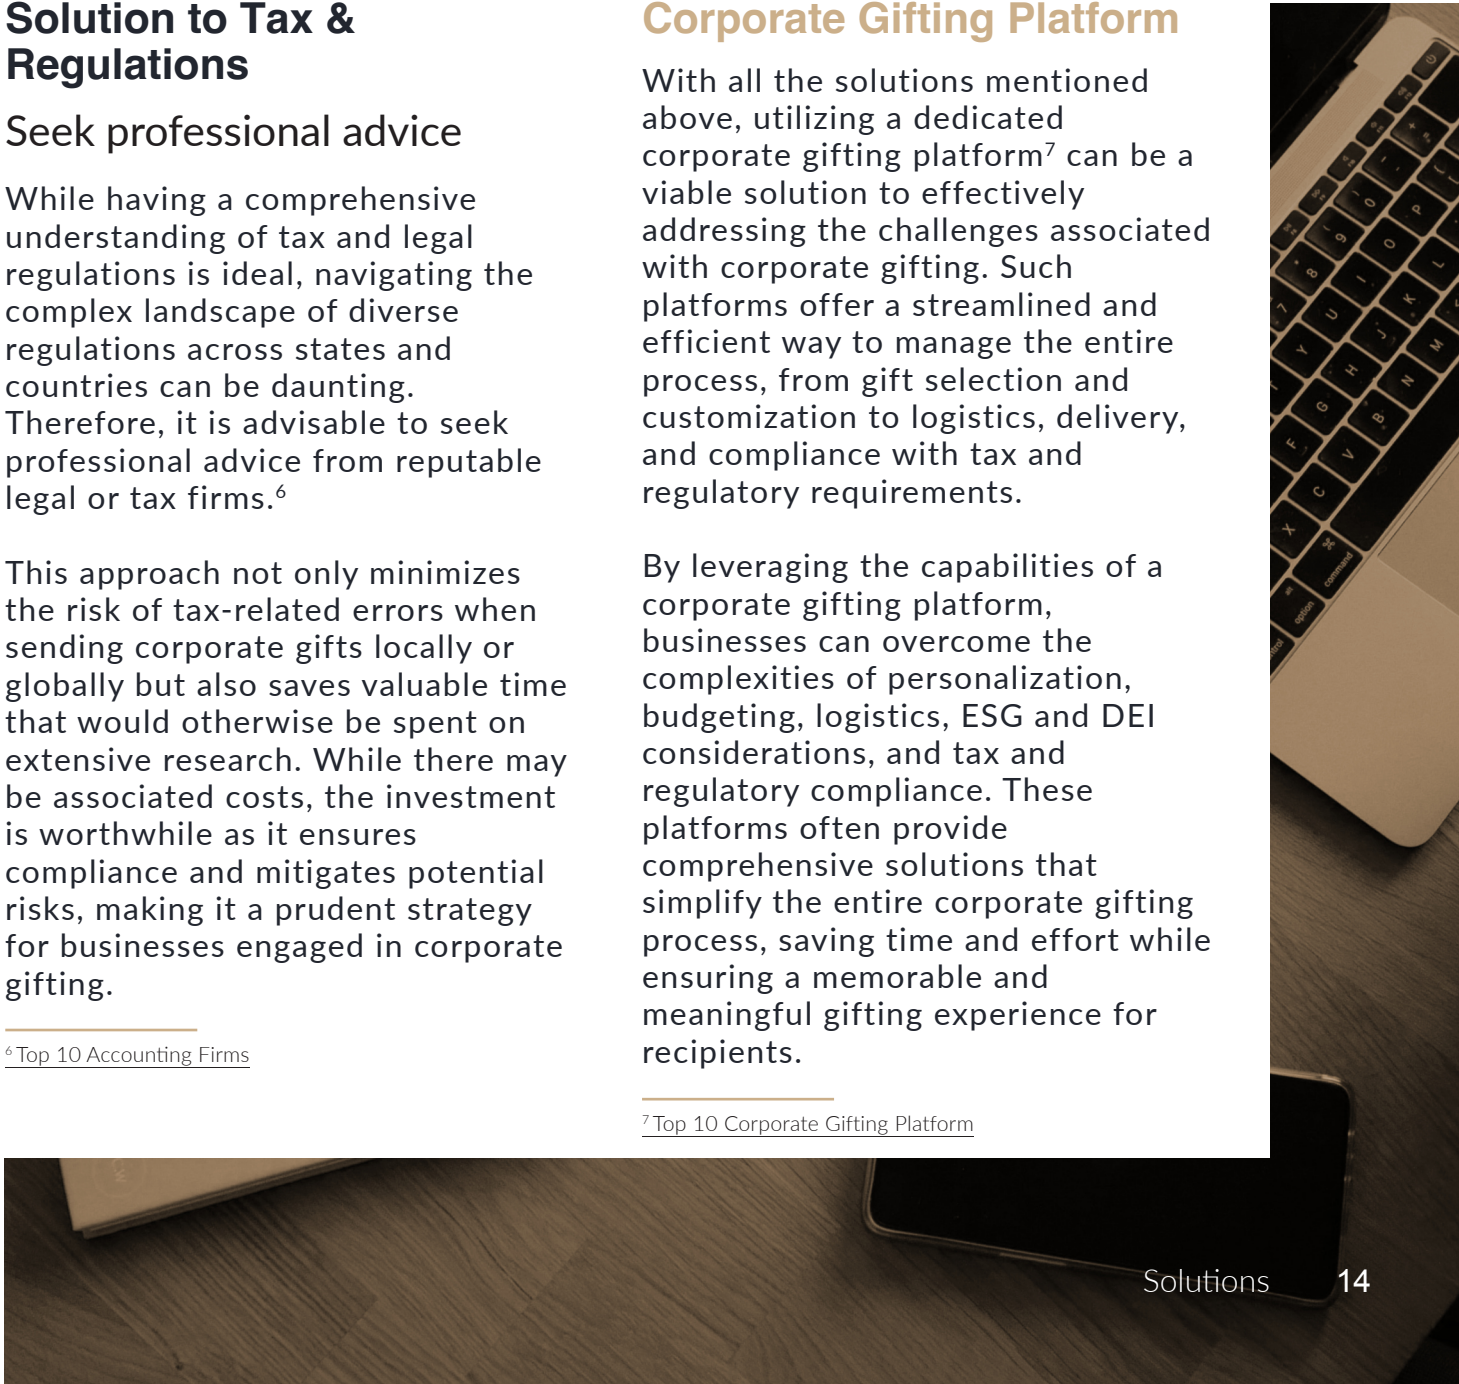 Solution to Tax &
Regulations
Seek professional advice
While having a comprehensive
understanding of tax and legal
regulations is ideal, navigating the
complex landscape of diverse
regulations across states and
countries can be daunting.
Therefore, it is advisable to seek
professional advice from reputable
legal or tax firms.⁶
This approach not only minimizes
the risk of tax-related errors when
sending corporate gifts locally or
globally but also saves valuable time
that would otherwise be spent on
extensive research. While there may
be associated costs, the investment
is worthwhile as it ensures
compliance and mitigates potential
risks, making it a prudent strategy
for businesses engaged in corporate
gifting.
⁶ Top 10 Accounting Firms
Corporate Gifting Platform
With all the solutions mentioned
above, utilizing a dedicated
corporate gifting platform⁷ can be a
viable solution to effectively
addressing the challenges associated
with corporate gifting. Such
platforms offer a streamlined and
efficient way to manage the entire
process, from gift selection and
customization to logistics, delivery,
and compliance with tax and
regulatory requirements.
By leveraging the capabilities of a
corporate gifting platform,
businesses can overcome the
complexities of personalization,
budgeting, logistics, ESG and DEI
considerations, and tax and
regulatory compliance. These
platforms often provide
comprehensive solutions that
simplify the entire corporate gifting
process, saving time and effort while
ensuring a memorable and
meaningful gifting experience for
recipients.
⁷ Top 10 Corporate Gifting Platform
command
option
alt
Solutions 14